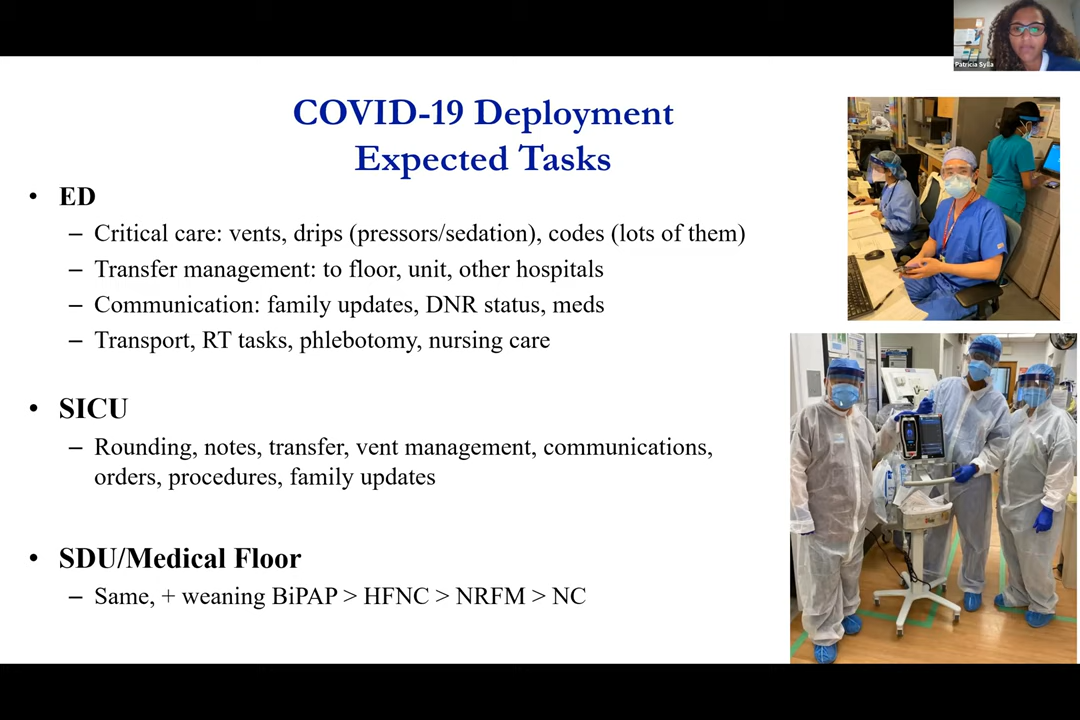 Patricia Sylla
COVID-19 Deployment
Expected Tasks
• ED
– Critical care: vents, drips (pressors/sedation), codes (lots of them)
– Transfer management: to floor, unit, other hospitals
– Communication: family updates, DNR status, meds
– Transport, RT tasks, phlebotomy, nursing care
• SICU
– Rounding, notes, transfer, vent management, communications,
orders, procedures, family updates
• SDU/Medical Floor
– Same, + weaning BiPAP > HFNC > NRFM > NC